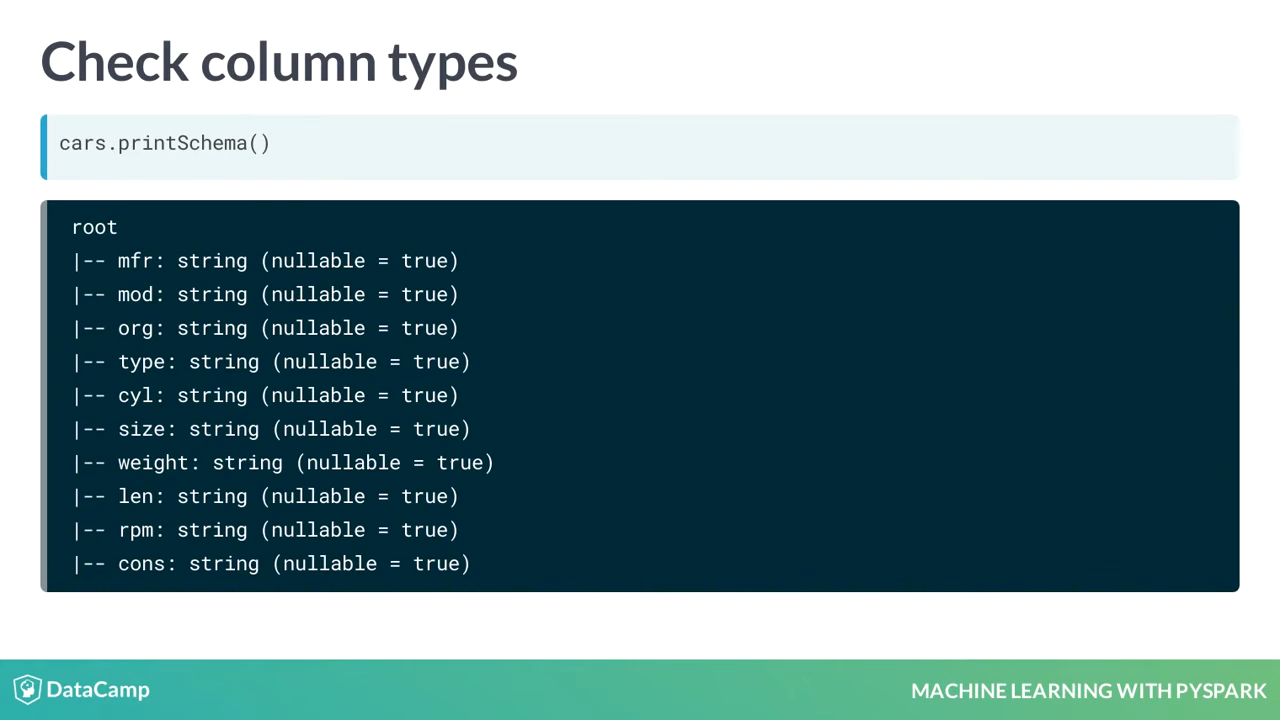 Check column types
cars.printSchema()
root
|-- mfr: string (nullable = true)
|-- mod: string (nullable = true)
|-- org: string (nullable = true)
|-- type: string (nullable = true)
|-- cyl: string (nullable = true)
|-- size: string (nullable = true)
|-- weight: string (nullable = true)
|-- len: string (nullable = true)
|-- rpm: string (nullable = true)
|-- cons: string (nullable = true)
DataCamp
MACHINE LEARNING WITH PYSPARK